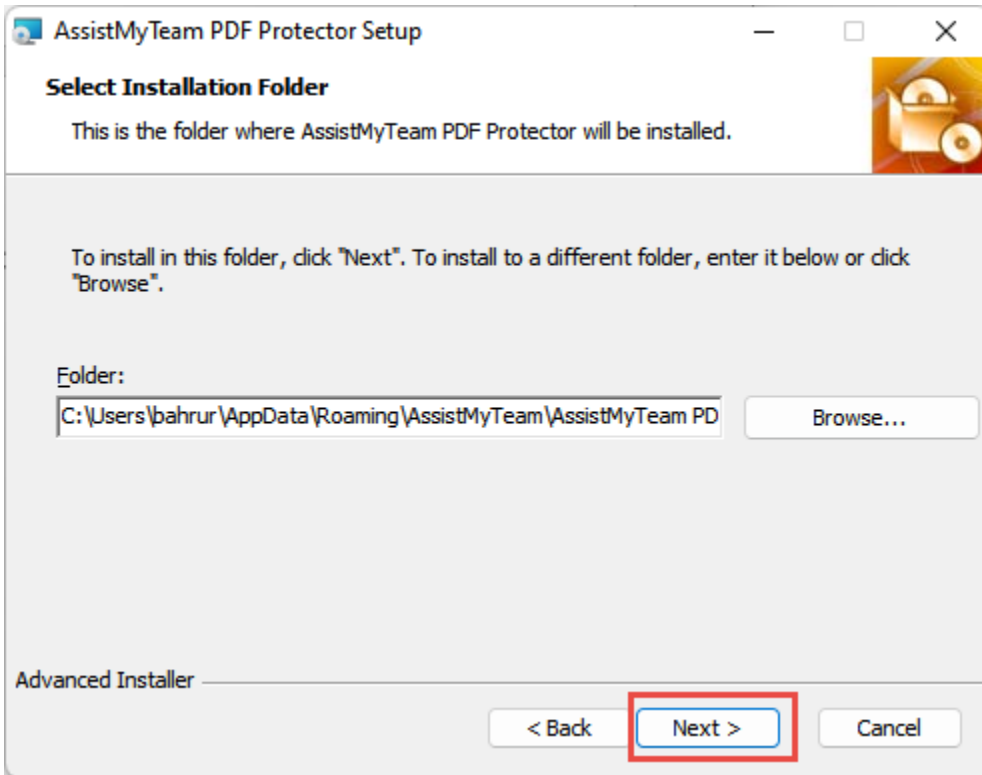 AssistMyTeam PDF Protector Setup
Select Installation Folder
This is the folder where AssistMyTeam PDF Protector will be installed.
To install in this folder, click "Next". To install to a different folder, enter it below or click
"Browse".
Folder:
C:\Users\bahrur\AppData\Roaming\AssistMyTeam\AssistMyTeam PD
Browse...
Advanced Installer
< Back
Next >
Cancel